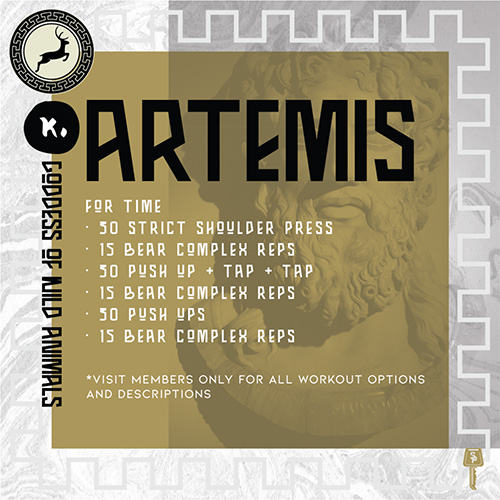 K.
ARTEMIS
GODDESS OF WILD ANIMALS
FOR TIME
· 30 STRICT SHOULDER PRESS
· 15 BEAR COMPLEX REPS
· 30 PUSH UP + TAP + TAP
· 15 BEAR COMPLEX REPS
· 30 PUSH UPS
· 15 BEAR COMPLEX REPS
*VISIT MEMBERS ONLY FOR ALL WORKOUT OPTIONS
AND DESCRIPTIONS